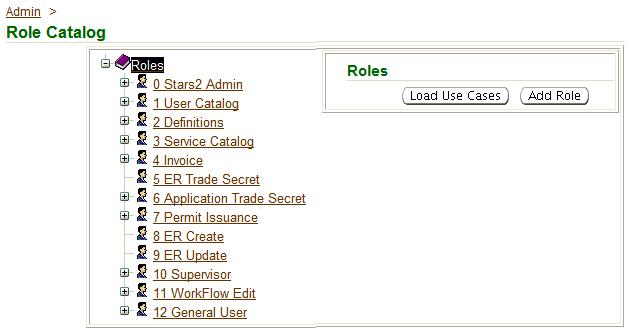 Admin >
Role Catalog
Roles
0 Stars2 Admin
1 User Catalog
2 Definitions
3 Service Catalog
4 Invoice
5 ER Trade Secret
6 Application Trade Secret
7 Permit Issuance
8 ER Create
9 ER Update
10 Supervisor
11 WorkFlow Edit
12 General User
Roles
Load Use Cases Add Role